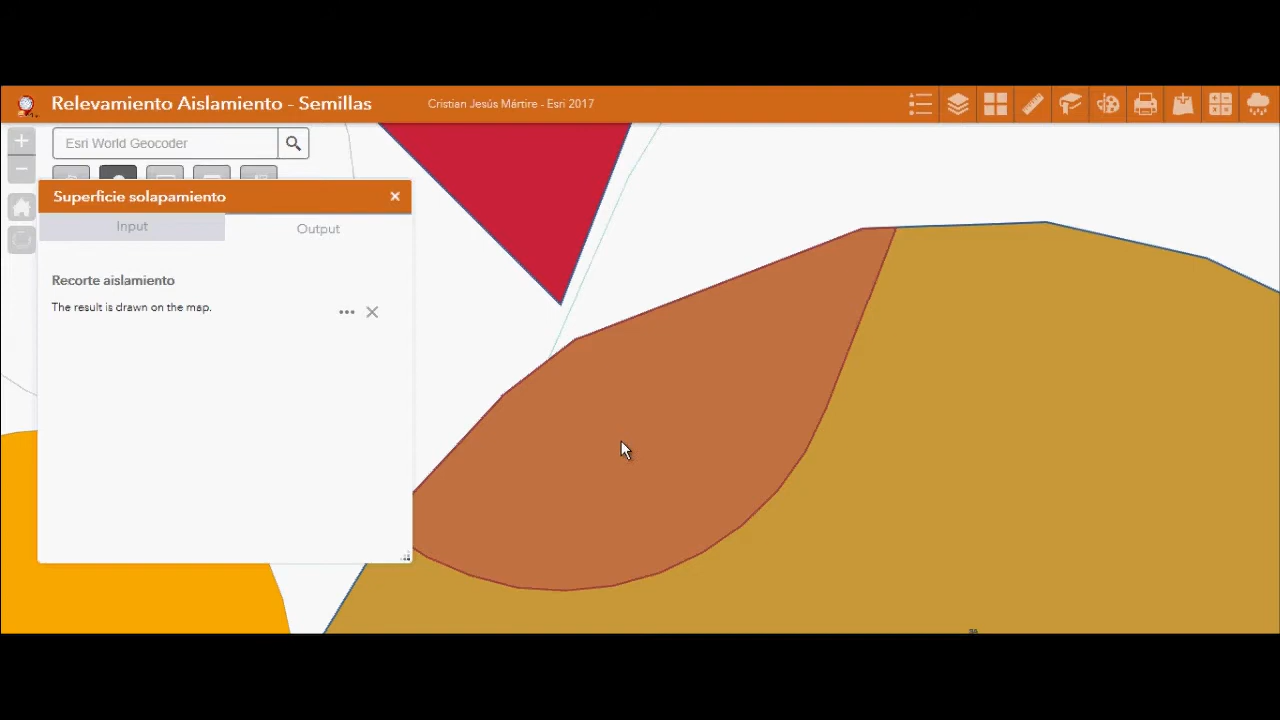 Relevamiento Aislamiento - Semillas
Cristian Jesús Mártire - Esri 2017
Esri World Geocoder
Superficie solapamiento
Input
Output
Recorte aislamiento
The result is drawn on the map.